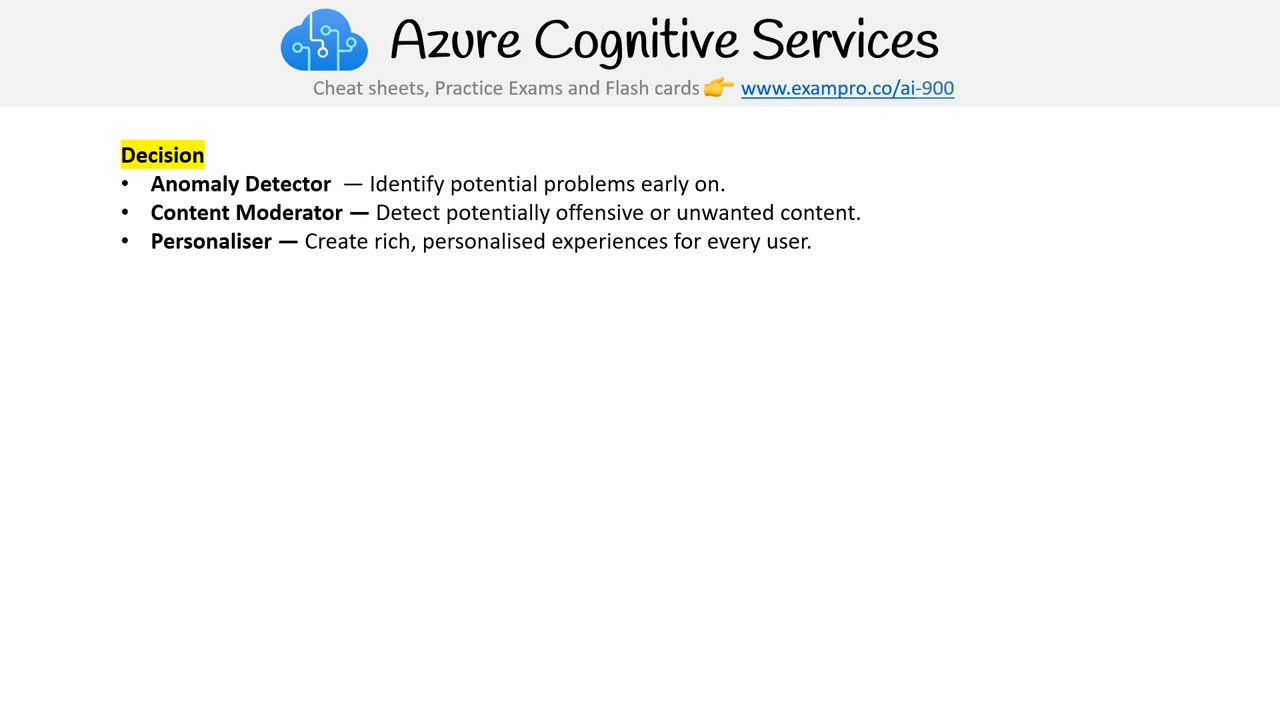 Azure Cognitive Services
Cheat sheets, Practice Exams and Flash cards 👉 www.exampro.co/ai-900
Decision
• Anomaly Detector — Identify potential problems early on.
• Content Moderator — Detect potentially offensive or unwanted content.
• Personaliser — Create rich, personalised experiences for every user.